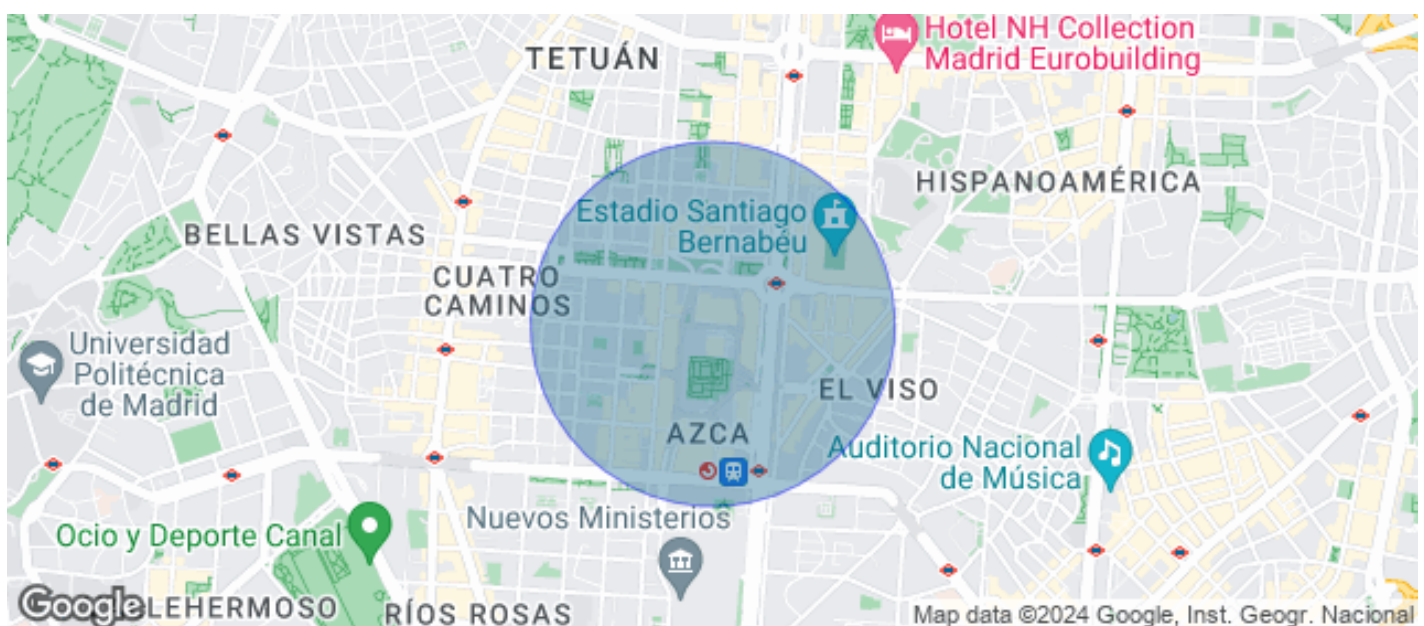 Hotel NH Collection
Madrid Eurobuilding
TETUÁN
HISPANOAMÉRICA
Estadio Santiago
Bernabéu
BELLAS VISTAS
CUATRO
CAMINOS
Universidad
Politécnica
de Madrid
EL VISO
AZCA
Auditorio Nacional
de Música
Nuevos Ministerios
Ocio y Deporte Canal
Google
LEHERMOSO
RÍOS ROSAS
Map data ©2024 Google, Inst. Geogr. Nacional